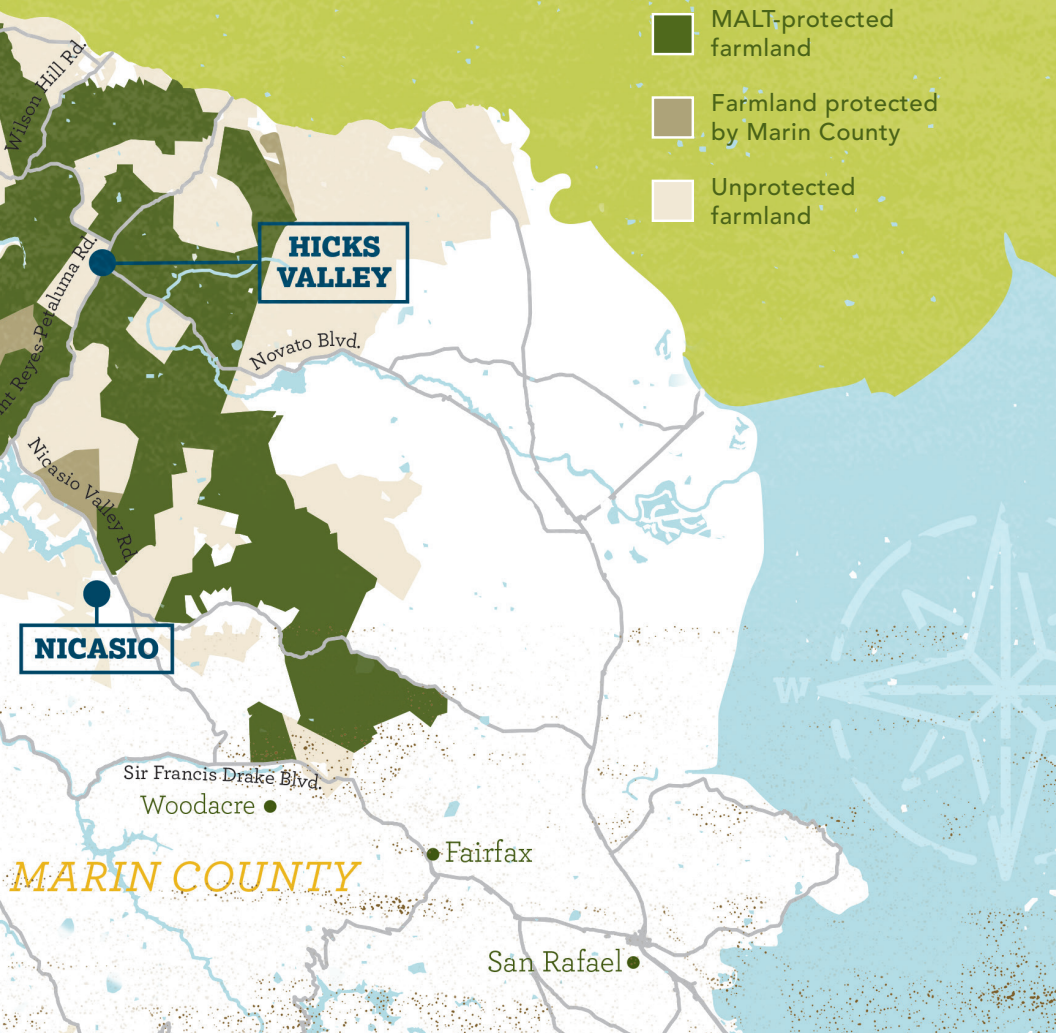 MALT-protected
farmland
Farmland protected
by Marin County
Unprotected
farmland
Wilson Hill Rd.
HICKS
VALLEY
Reyes-Petaluma Rd.
Novato Blvd.
Nicasio Valley Rd.
NICASIO
W
Sir Francis Drake Blvd.
Woodacre
Fairfax
MARIN COUNTY
San Rafael